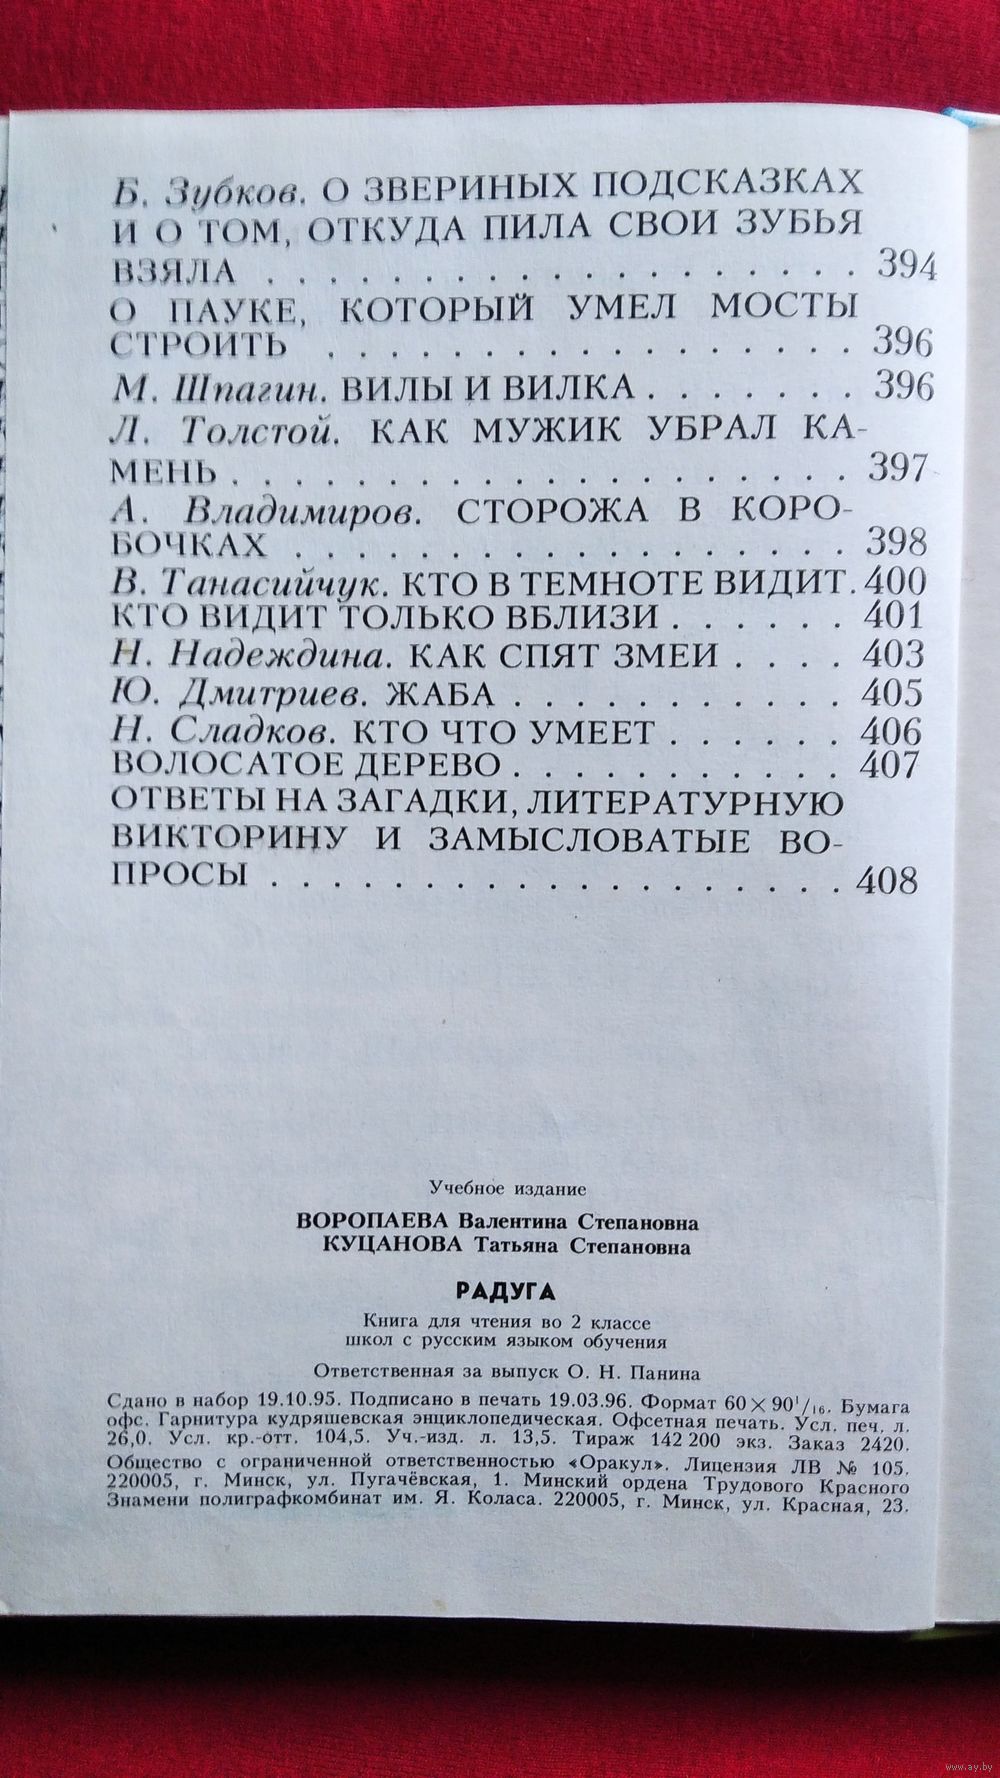 Б. Зубков. О ЗВЕРИНЫХ ПОДСКАЗКАХ
И О ТОМ, ОТКУДА ПИЛА СВОИ ЗУБЬЯ
ВЗЯЛА . . . . . . . . . . . . . . . . . . 394
О ПАУКЕ, КОТОРЫЙ УМЕЛ МОСТЫ
СТРОИТЬ . . . . . . . . . . . . . . . . . 396
М. Шпагин. ВИЛЫ И ВИЛКА . . . . . . . 396
Л. Толстой. КАК МУЖИК УБРАЛ КА-
МЕНЬ . . . . . . . . . . . . . . . . . . . 397
А. Владимиров. СТОРОЖА В КОРО-
БОЧКАХ . . . . . . . . . . . . . . . . . 398
В. Танасийчук. КТО В ТЕМНОТЕ ВИДИТ. 400
КТО ВИДИТ ТОЛЬКО ВБЛИЗИ . . . . . . 401
Н. Надеждина. КАК СПЯТ ЗМЕИ . . . . 403
Ю. Дмитриев. ЖАБА . . . . . . . . . . . 405
Н. Сладков. КТО ЧТО УМЕЕТ . . . . . . 406
ВОЛОСАТОЕ ДЕРЕВО . . . . . . . . . . . 407
ОТВЕТЫ НА ЗАГАДКИ, ЛИТЕРАТУРНУЮ
ВИКТОРИНУ И ЗАМЫСЛОВАТЫЕ ВО-
ПРОСЫ . . . . . . . . . . . . . . . . . . 408
Учебное издание
ВОРОПАЕВА Валентина Степановна
КУЦАНОВА Татьяна Степановна
РАДУГА
Книга для чтения во 2 классе
школ с русским языком обучения
Ответственная за выпуск О. Н. Панина
Сдано в набор 19.10.95. Подписано в печать 19.03.96. Формат 60×90¹/₁₆. Бумага
офс. Гарнитура кудряшевская энциклопедическая. Офсетная печать. Усл. печ. л.
26,0. Усл. кр.-отт. 104,5. Уч.-изд. л. 13,5. Тираж 142 200 экз. Заказ 2420.
Общество с ограниченной ответственностью «Оракул». Лицензия ЛВ № 105.
220005, г. Минск, ул. Пугачёвская, 1. Минский ордена Трудового Красного
Знамени полиграфкомбинат им. Я. Коласа. 220005, г. Минск, ул. Красная, 23.
www.ay.by